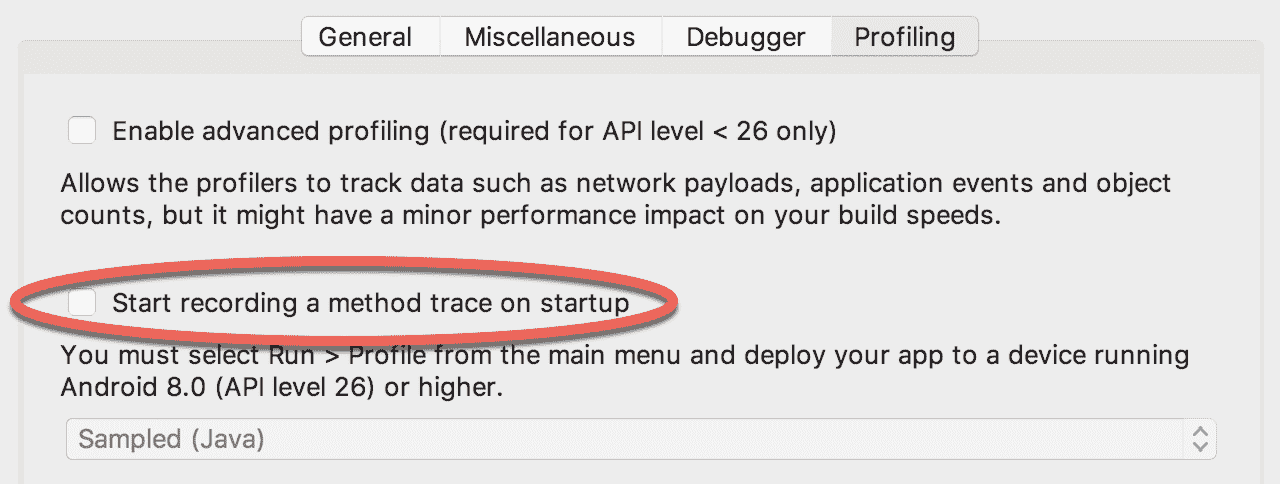 General Miscellaneous Debugger Profiling
Enable advanced profiling (required for API level < 26 only)
Allows the profilers to track data such as network payloads, application events and object
counts, but it might have a minor performance impact on your build speeds.
Start recording a method trace on startup
You must select Run > Profile from the main menu and deploy your app to a device running
Android 8.0 (API level 26) or higher.
Sampled (Java)